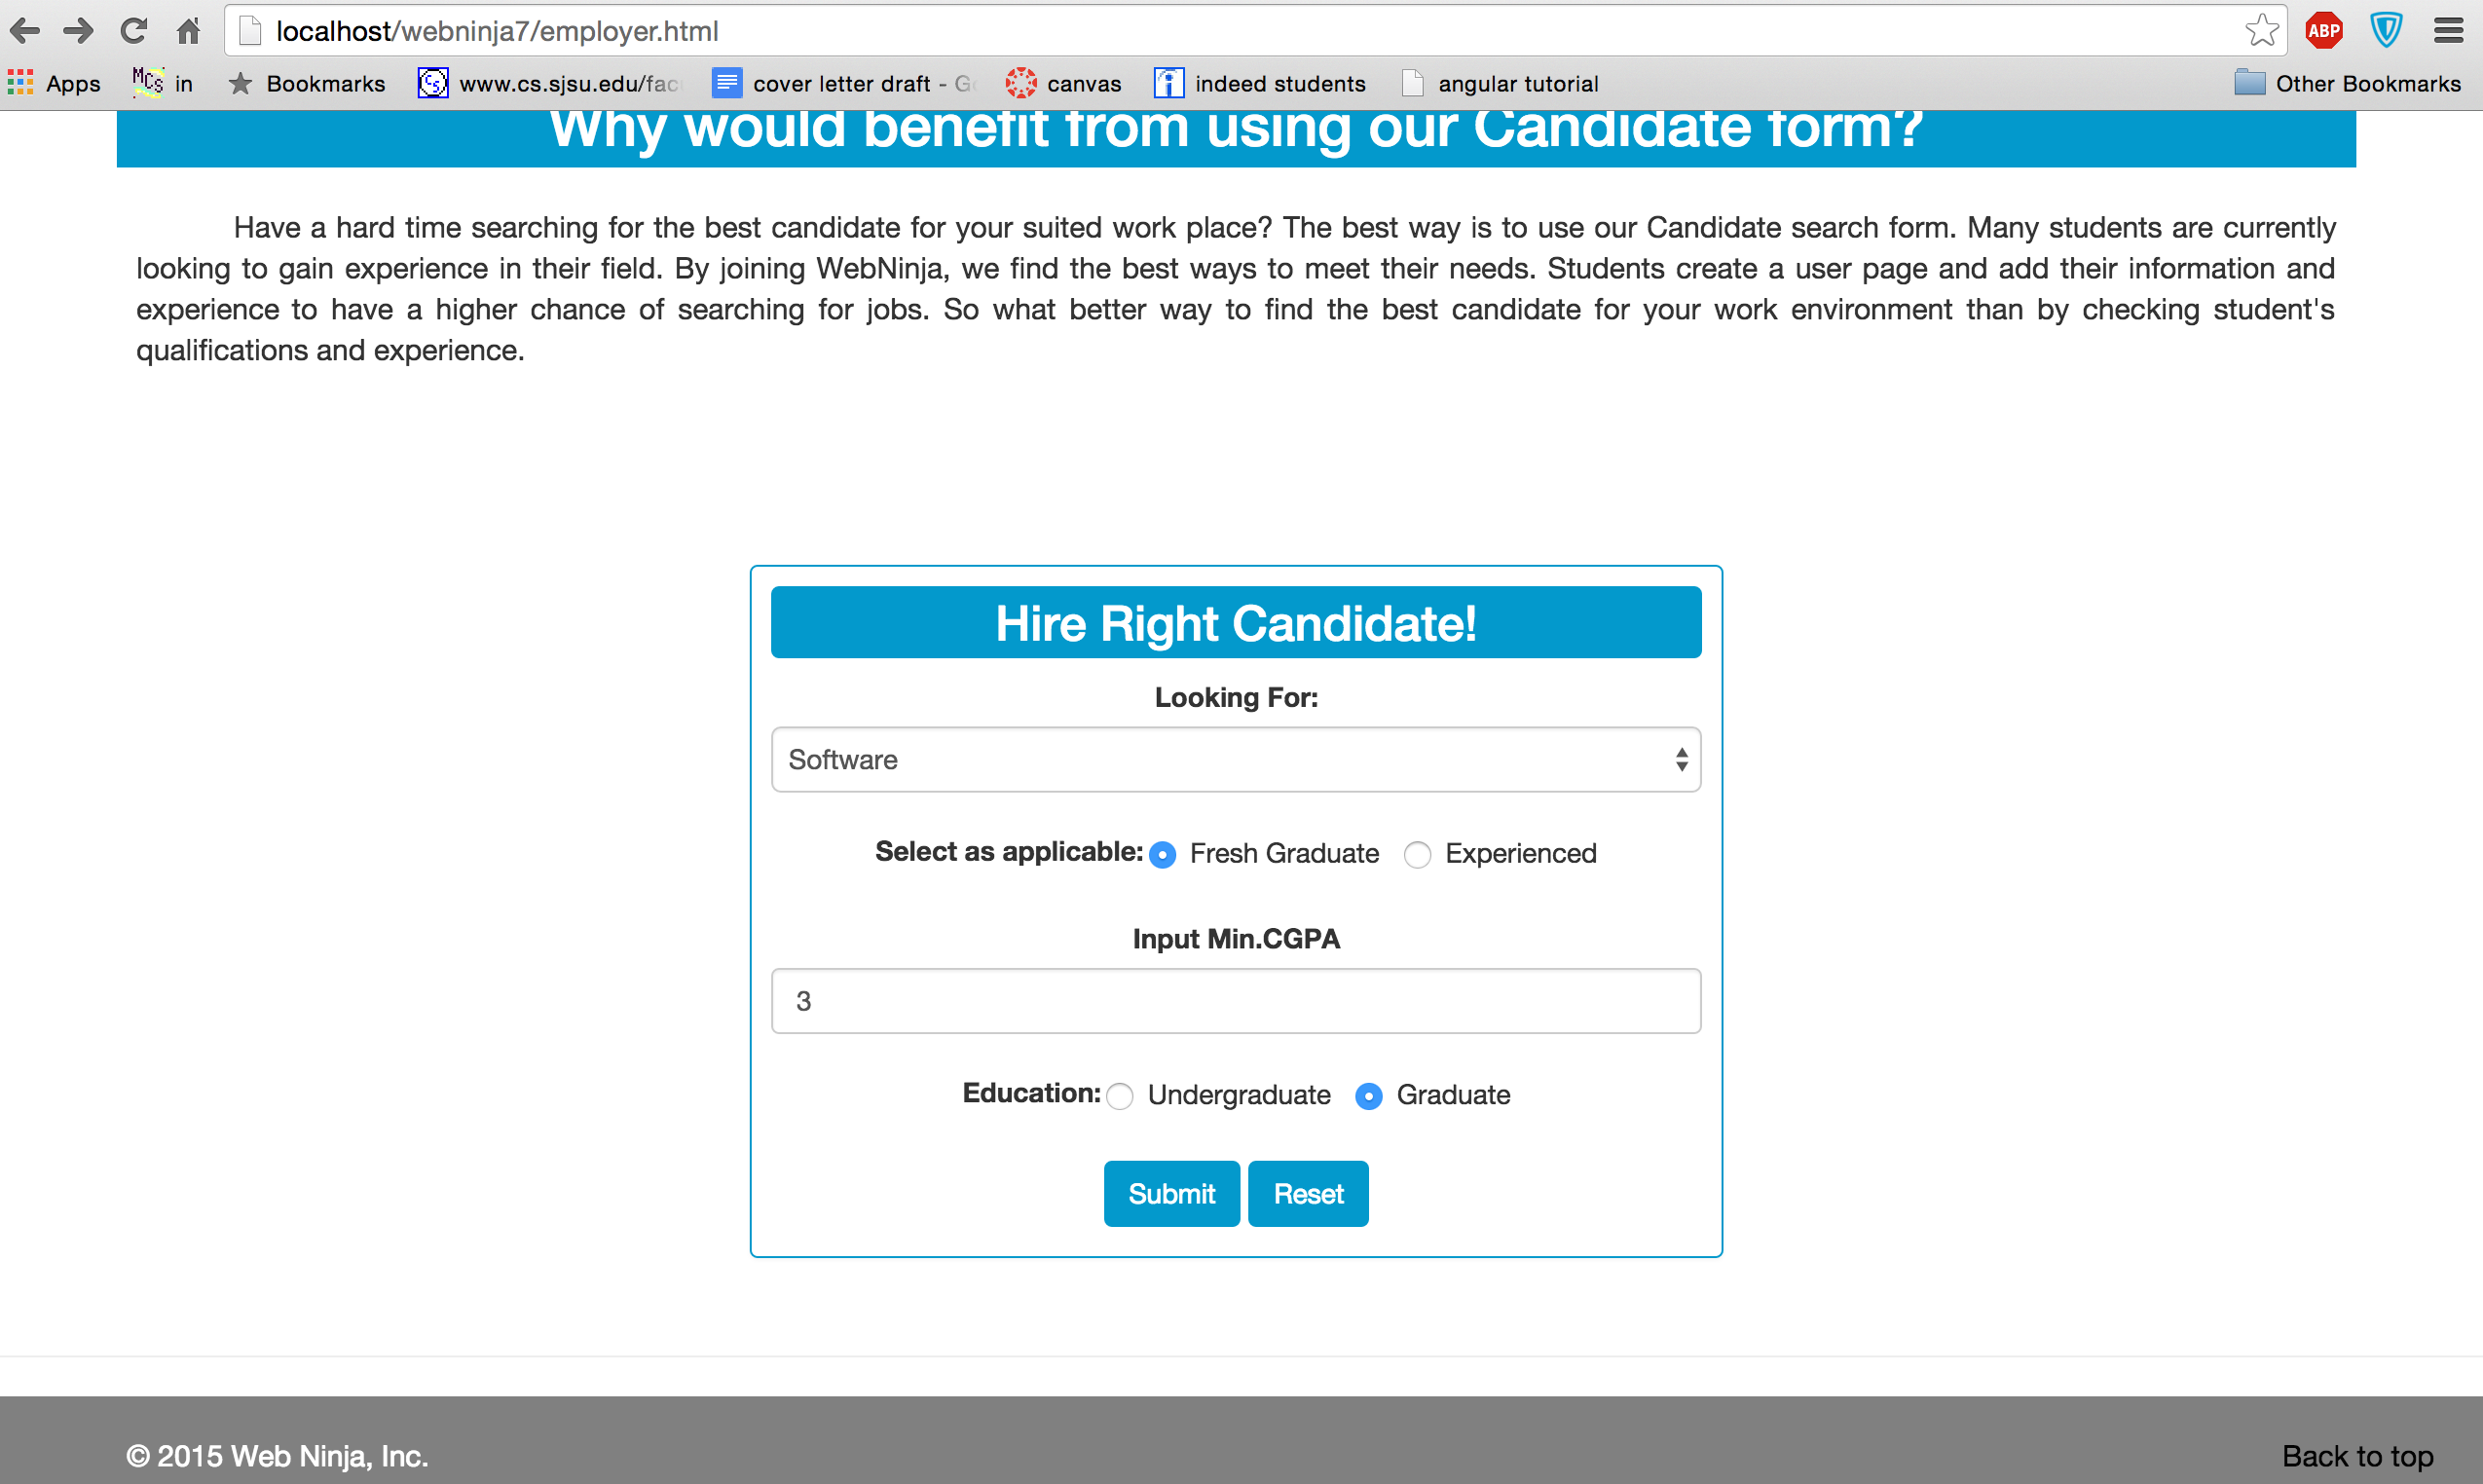 localhost/webninja7/employer.html
ABP
Apps in Bookmarks www.cs.sjsu.edu/fac cover letter draft - G canvas indeed students angular tutorial Other Bookmarks
Why would benefit from using our Candidate form?
Have a hard time searching for the best candidate for your suited work place? The best way is to use our Candidate search form. Many students are currently
looking to gain experience in their field. By joining WebNinja, we find the best ways to meet their needs. Students create a user page and add their information and
experience to have a higher chance of searching for jobs. So what better way to find the best candidate for your work environment than by checking student's
qualifications and experience.
Hire Right Candidate!
Looking For:
Software
Select as applicable: Fresh Graduate Experienced
Input Min.CGPA
3
Education: Undergraduate Graduate
Submit Reset
© 2015 Web Ninja, Inc. Back to top